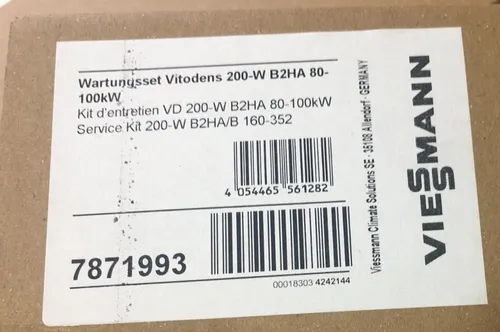 Wartungsset Vitodens 200-W B2HA 80-
100kW
Kit d'entretien VD 200-W B2HA 80-100kW
Service Kit 200-W B2HA/B 160-352
4 054465 561282
7871993
00018303 4242144
Viessmann Climate Solutions SE - 35108 Allendorf - GERMANY
VIESSMANN